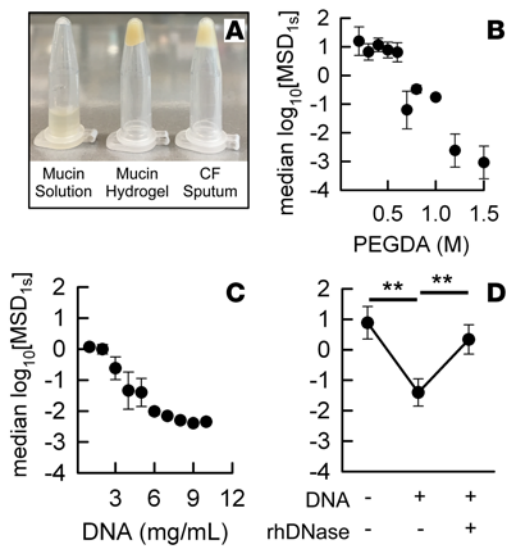 A
Mucin Solution
Mucin Hydrogel
CF Sputum
B
median log10[MSD1s]
2
1
0
-1
-2
-3
-4
0.5 1.0 1.5
PEGDA (M)
C
median log10[MSD1s]
2
1
0
-1
-2
-3
-4
3 6 9 12
DNA (mg/mL)
D
** **
2
1
0
-1
-2
-3
-4
DNA - + +
rhDNase - - +